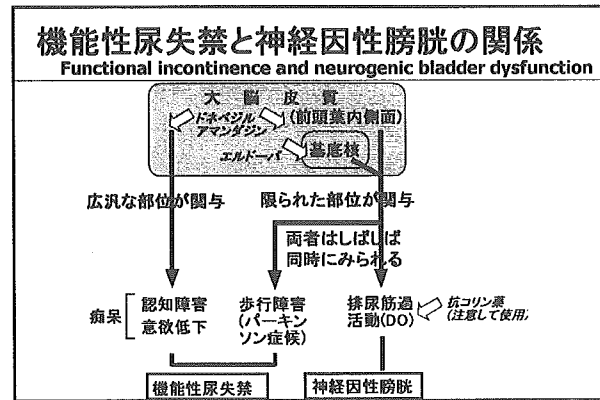 機能性尿失禁と神経因性膀胱の関係
Functional incontinence and neurogenic bladder dysfunction
大脳皮質
ドネペジル
アマンタジン
(前頭葉内側面)
エルドーパ
基底核
広汎な部位が関与
限られた部位が関与
両者はしばしば
同時にみられる
痴呆
認知障害
意欲低下
歩行障害
(パーキン
ソン症候)
排尿筋過
活動(DO)
抗コリン薬
(注意して使用)
機能性尿失禁
神経因性膀胱